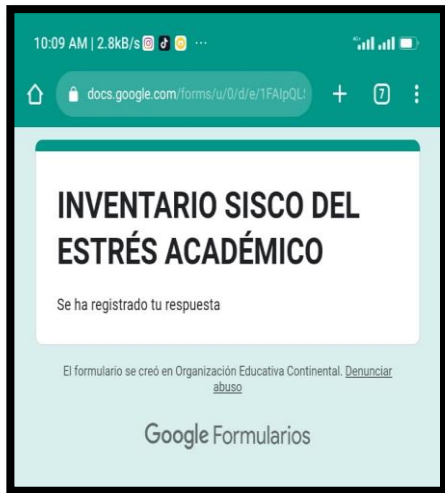 10:09 AM | 2.8kB/s
4G
docs.google.com/forms/u/0/d/e/1FAIpQL
7
INVENTARIO SISCO DEL
ESTRÉS ACADÉMICO
Se ha registrado tu respuesta
El formulario se creó en Organización Educativa Continental. Denunciar
abuso
Google Formularios